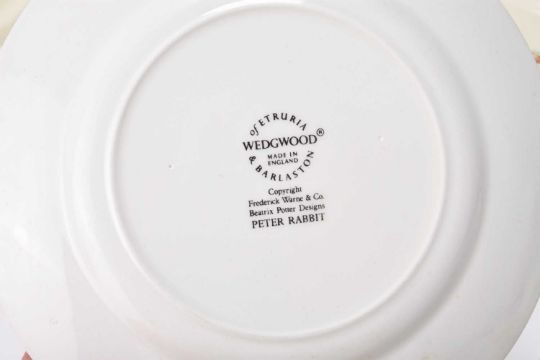 of ETRURIA
WEDGWOOD®
MADE IN
ENGLAND
& BARLASTON
Copyright
Frederick Warne & Co.
Beatrix Potter Designs
PETER RABBIT